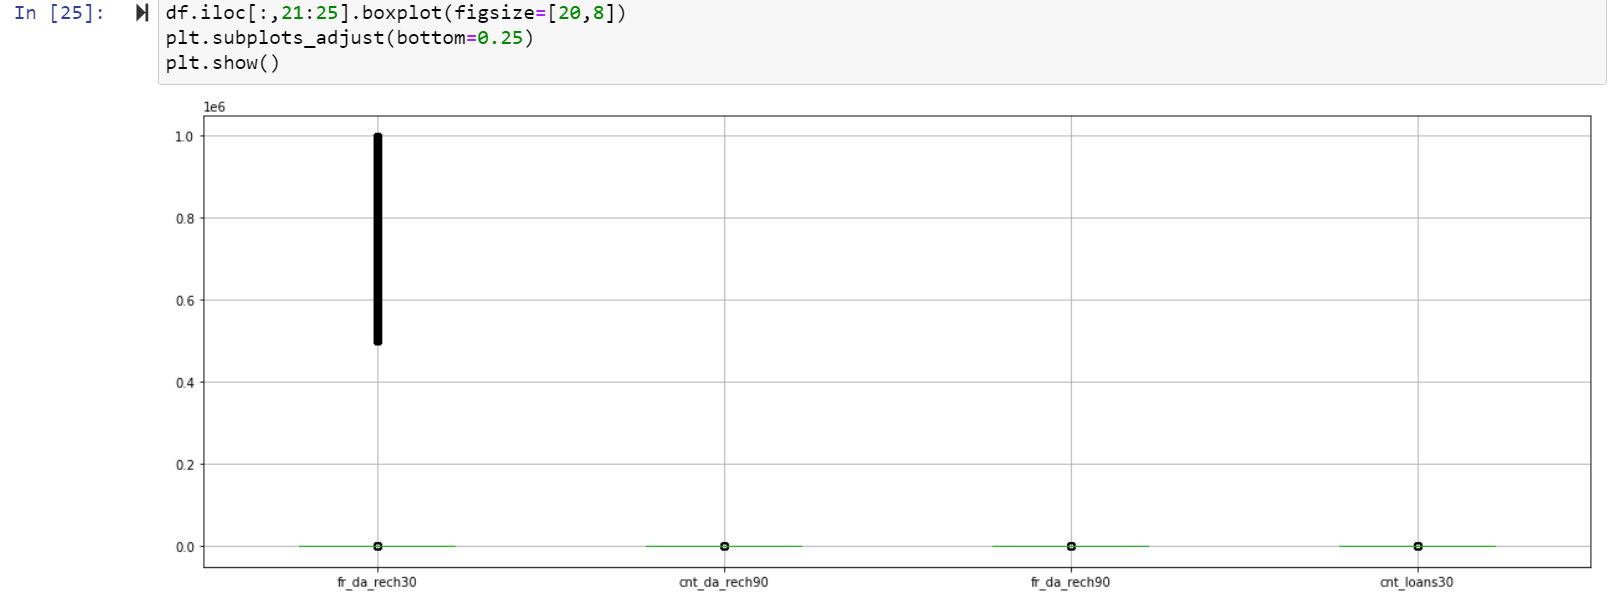 In [25]: df.iloc[:,21:25].boxplot(figsize=[20,8])
plt.subplots_adjust(bottom=0.25)
plt.show()
1e6
1.0
0.8
0.6
0.4
0.2
0.0
fr_da_rech30 cnt_da_rech90 fr_da_rech90 cnt_loans30